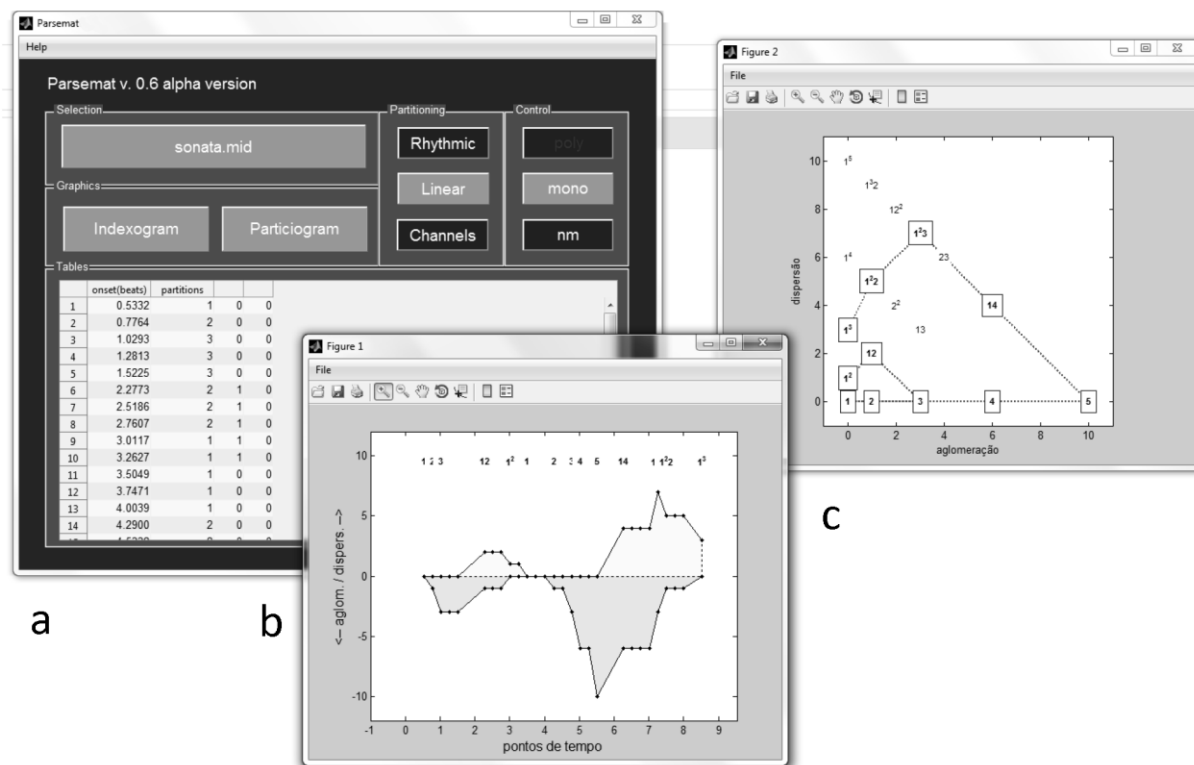 Parsemat
Help
Parsemat v. 0.6 alpha version
Selection
sonata.mid
Graphics
Indexogram Particiogram
Partitioning
Rhythmic
Linear
Channels
Control
poly
mono
nm
Tables
onset(beats) partitions
1 0.5332 1 0 0
2 0.7764 2 0 0
3 1.0293 3 0 0
4 1.2813 3 0 0
5 1.5225 3 0 0
6 2.2773 2 1 0
7 2.5186 2 1 0
8 2.7607 2 1 0
9 3.0117 1 1 0
10 3.2627 1 1 0
11 3.5049 1 0 0
12 3.7471 1 0 0
13 4.0039 1 0 0
14 4.2900 2 0 0
a
Figure 1
File
10
1 2 3 12 1² 1 2 3 4 5 14 1 1²2 1³
5
0
-5
-10
<-- aglom. / dispers. -->
-1 0 1 2 3 4 5 6 7 8 9
pontos de tempo
b
Figure 2
File
10
1⁵
1³2
8
12²
1²3
6
1⁴
23
1²2
4
2²
14
1³
13
2
12
1²
0
1 2 3 4 5
dispersão
0 2 4 6 8 10
aglomeração
c